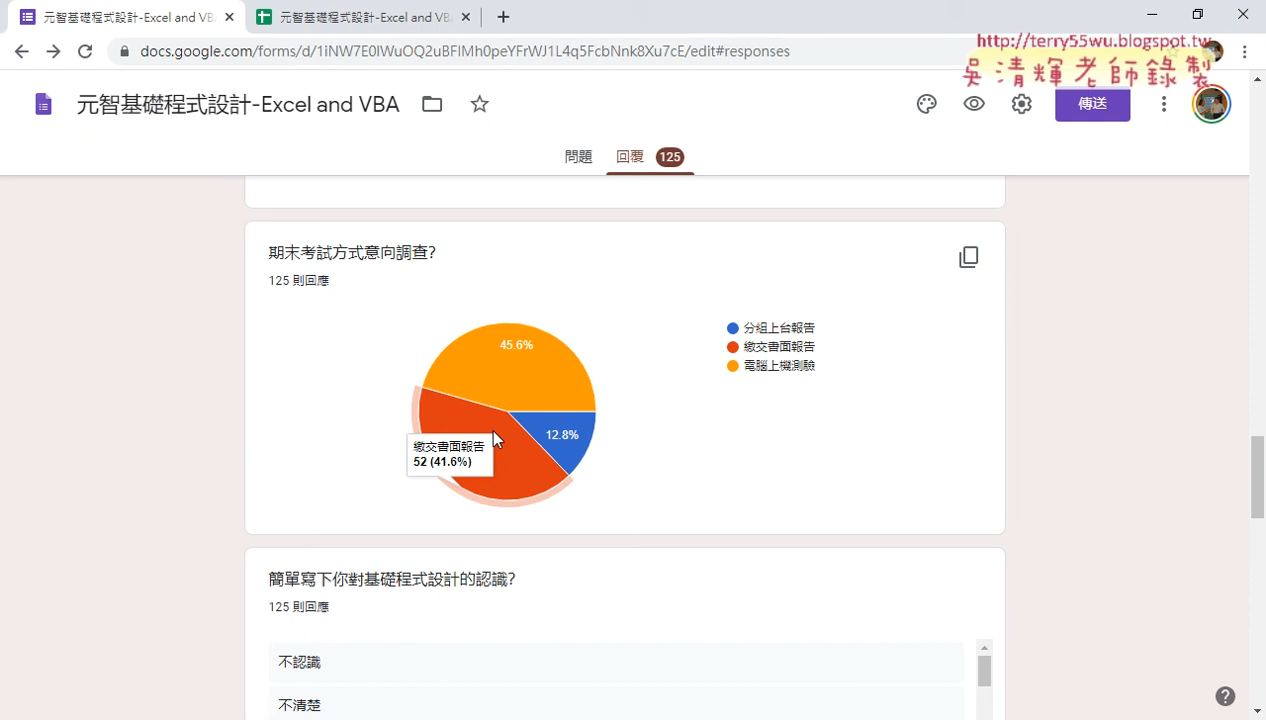 元智基礎程式設計-Excel and VBA
元智基礎程式設計-Excel and VB
docs.google.com/forms/d/1iNW7E0IWuOQ2uBFIMh0peYFrWJ1L4q5FcbNnk8Xu7cE/edit#responses
http://terry55wu.blogspot.tw
吳清輝老師錄製
元智基礎程式設計-Excel and VBA
傳送
問題
回覆 125
期末考試方式意向調查?
125 則回應
分組上台報告
繳交書面報告
電腦上機測驗
45.6%
12.8%
繳交書面報告
52 (41.6%)
簡單寫下你對基礎程式設計的認識?
125 則回應
不認識
不清楚